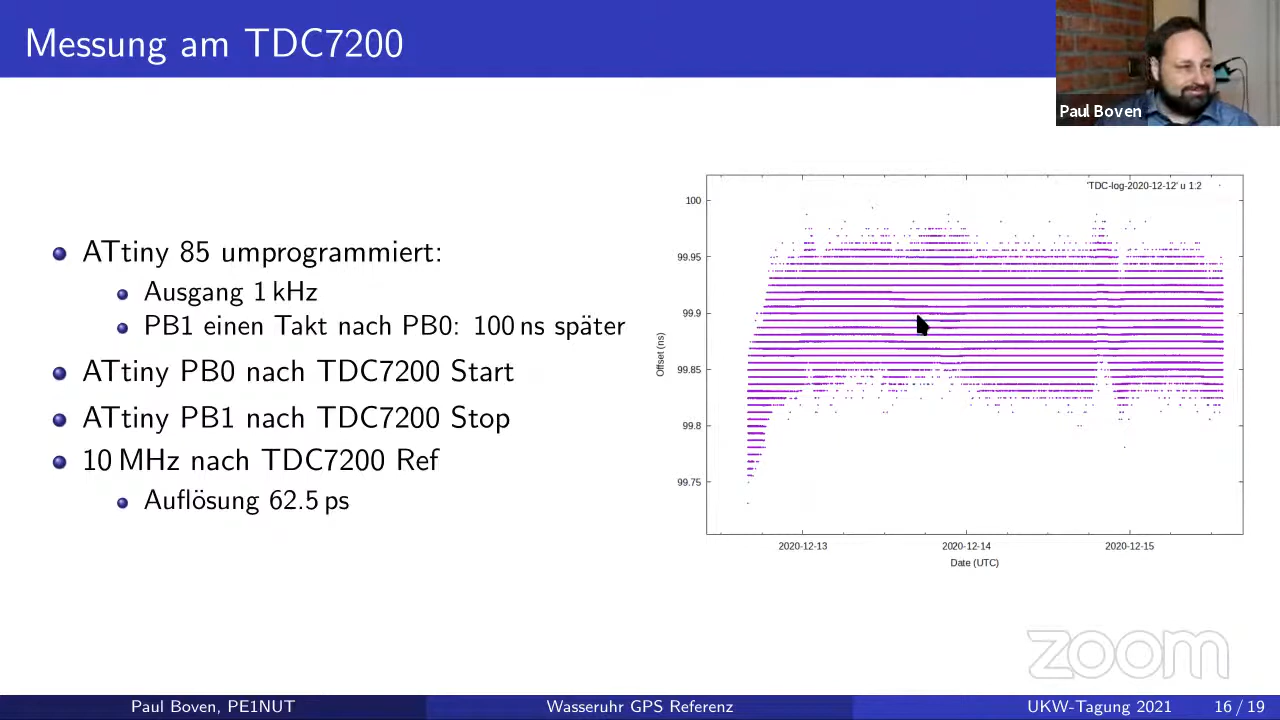 Messung am TDC7200
Paul Boven
ATtiny 85 umprogrammiert:
Ausgang 1 kHz
PB1 einen Takt nach PB0: 100 ns später
ATtiny PB0 nach TDC7200 Start
ATtiny PB1 nach TDC7200 Stop
10 MHz nach TDC7200 Ref
Auflösung 62.5 ps
'TDC-log-2020-12-12' u 1:2
100
99.95
99.9
99.85
99.8
99.75
Offset (ns)
2020-12-13 2020-12-14 2020-12-15
Date (UTC)
zoom
Paul Boven, PE1NUT Wasseruhr GPS Referenz UKW-Tagung 2021 16 / 19